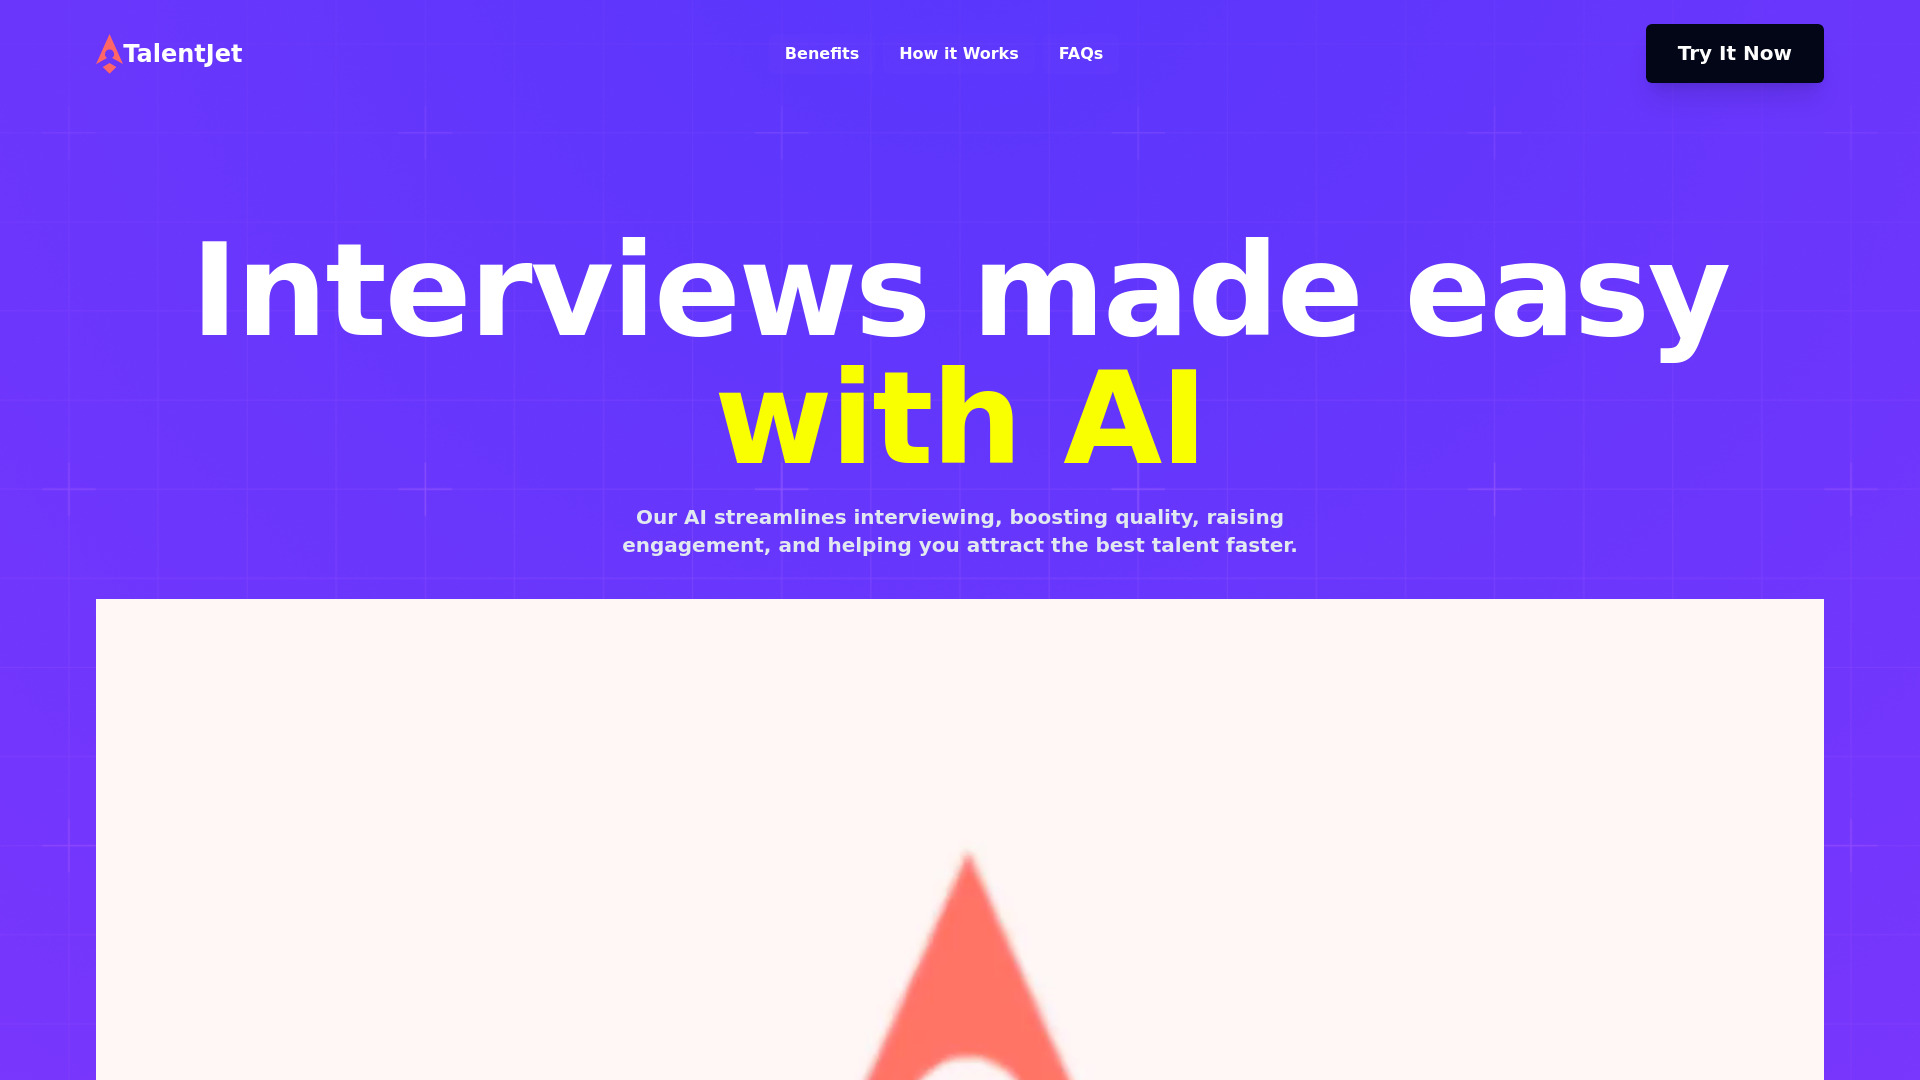 TalentJet
Benefits
How it Works
FAQs
Try It Now
Interviews made easy
with AI
Our AI streamlines interviewing, boosting quality, raising
engagement, and helping you attract the best talent faster.